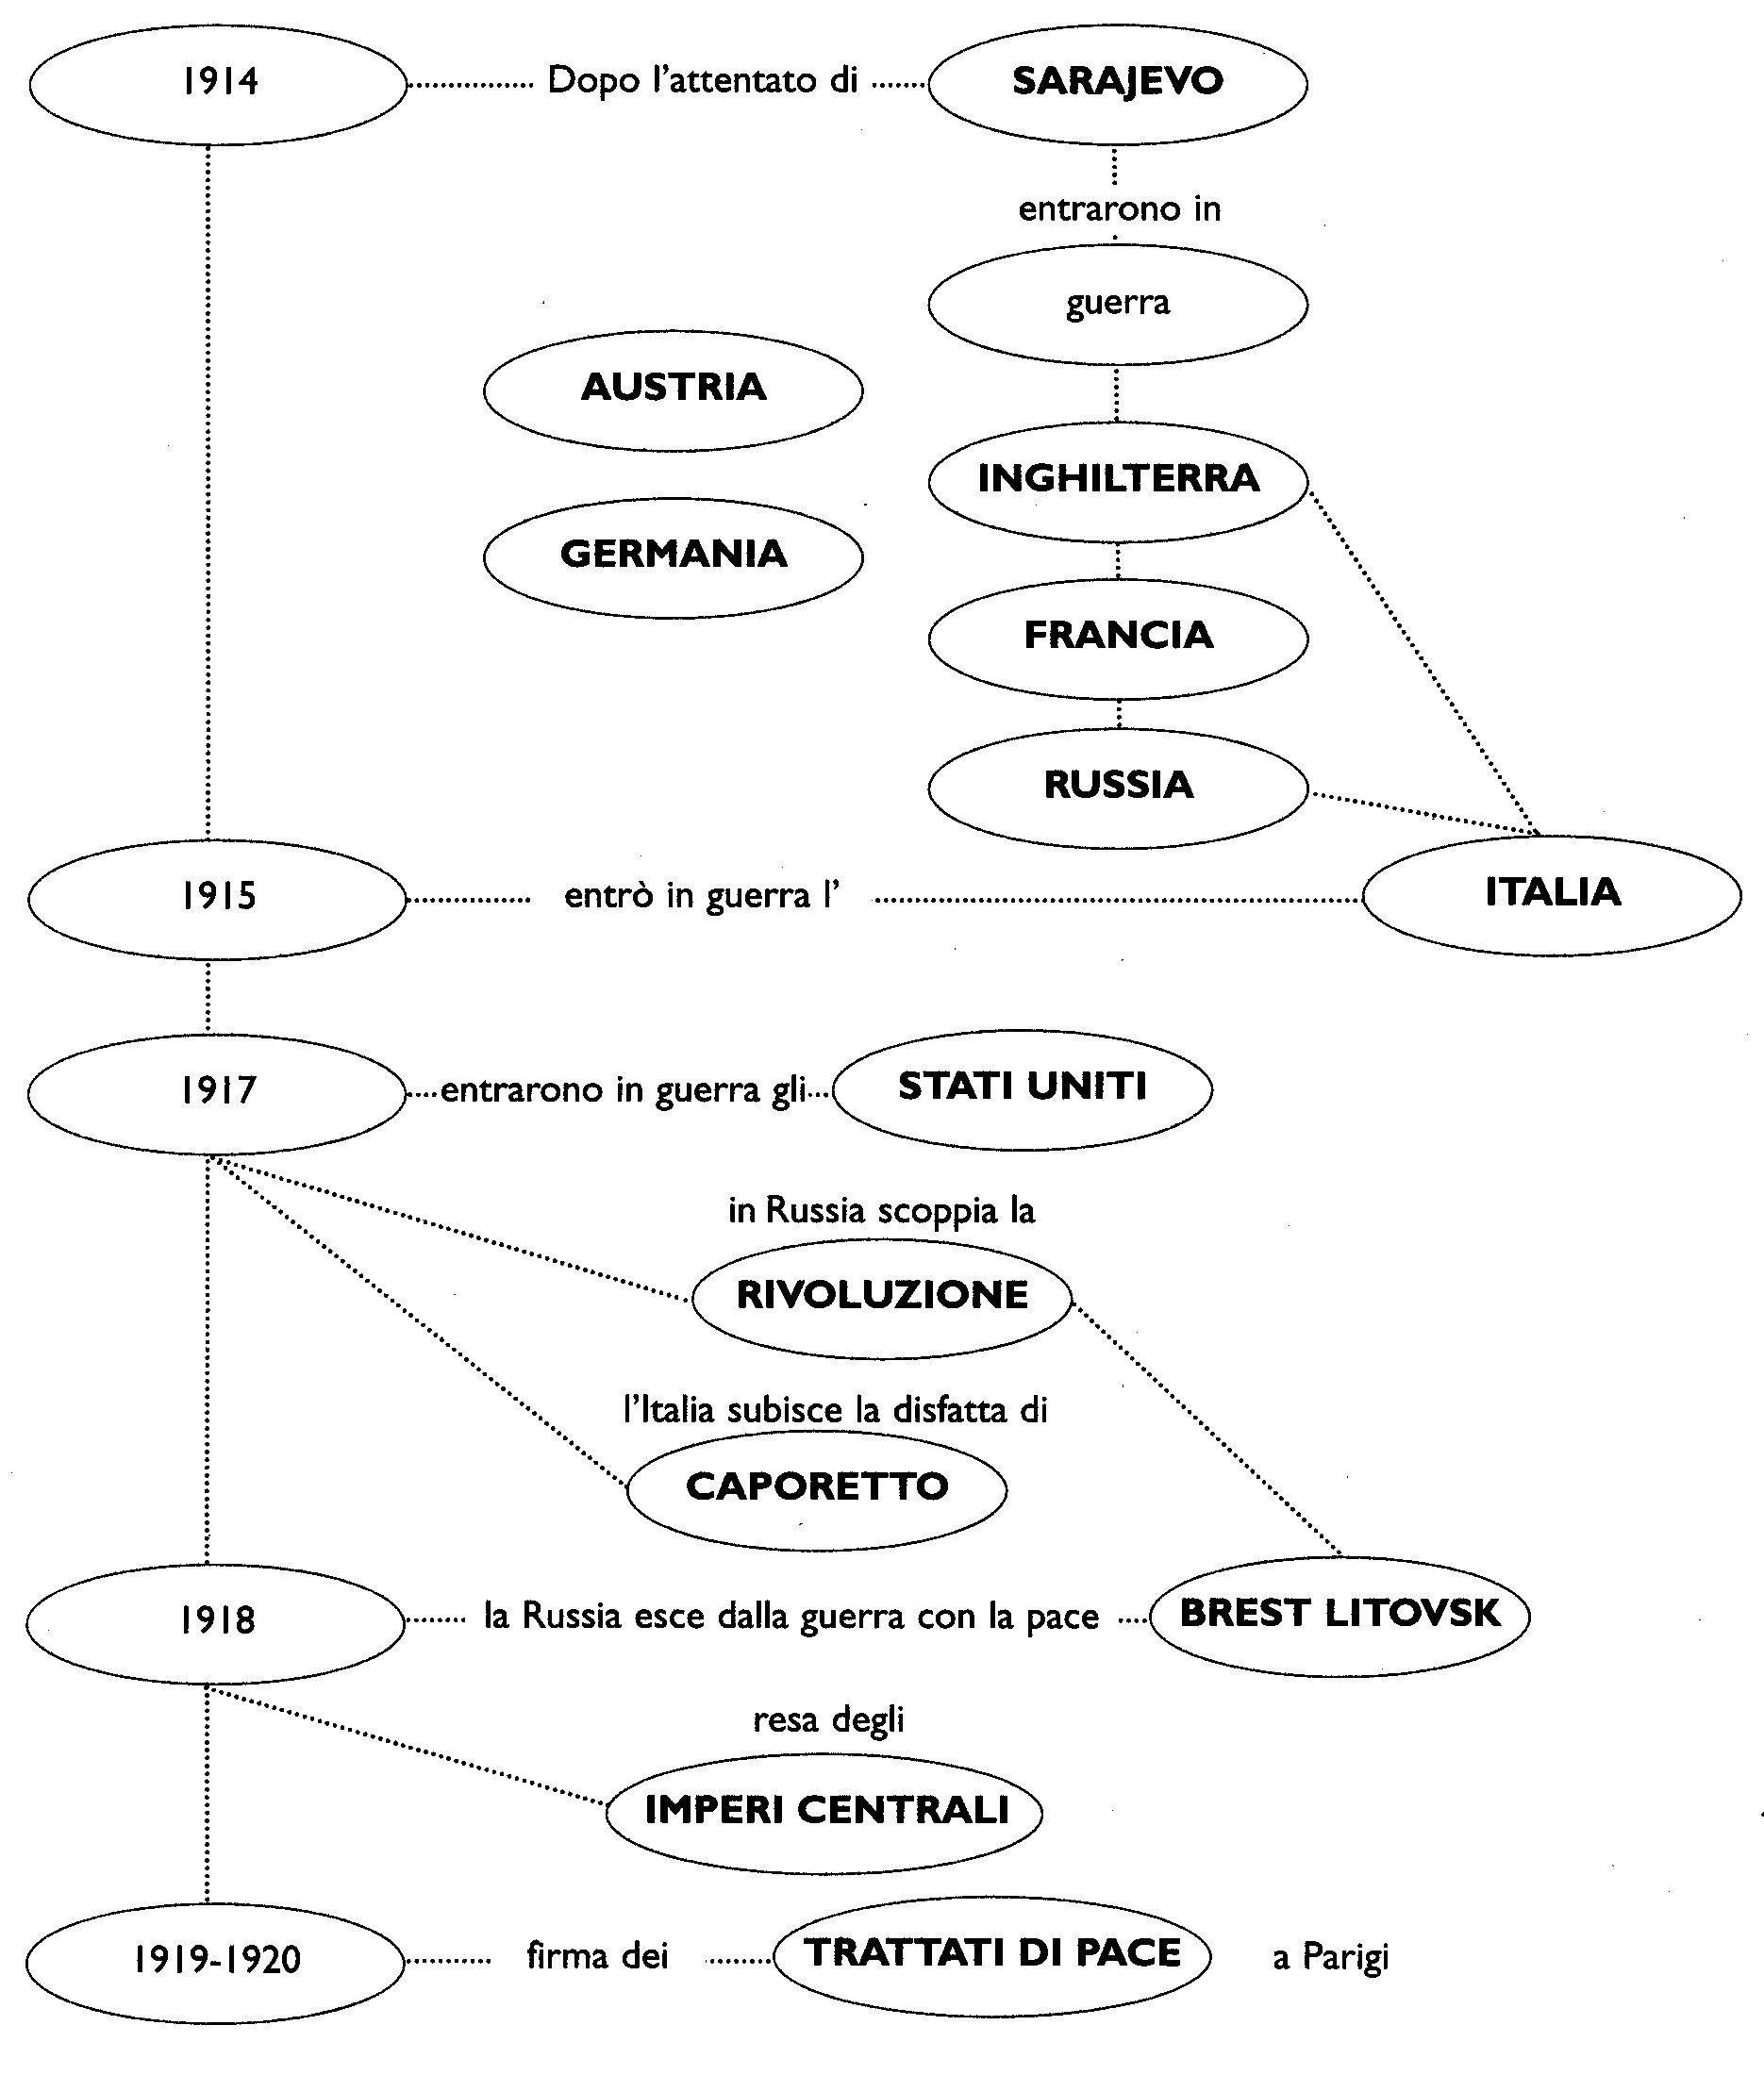 1914 Dopo l'attentato di SARAJEVO
entrarono in
guerra
AUSTRIA
INGHILTERRA
GERMANIA
FRANCIA
RUSSIA
1915 entrò in guerra l' ITALIA
1917 entrarono in guerra gli STATI UNITI
in Russia scoppia la
RIVOLUZIONE
l'Italia subisce la disfatta di
CAPORETTO
1918 la Russia esce dalla guerra con la pace BREST LITOVSK
resa degli
IMPERI CENTRALI
1919-1920 firma dei TRATTATI DI PACE a Parigi